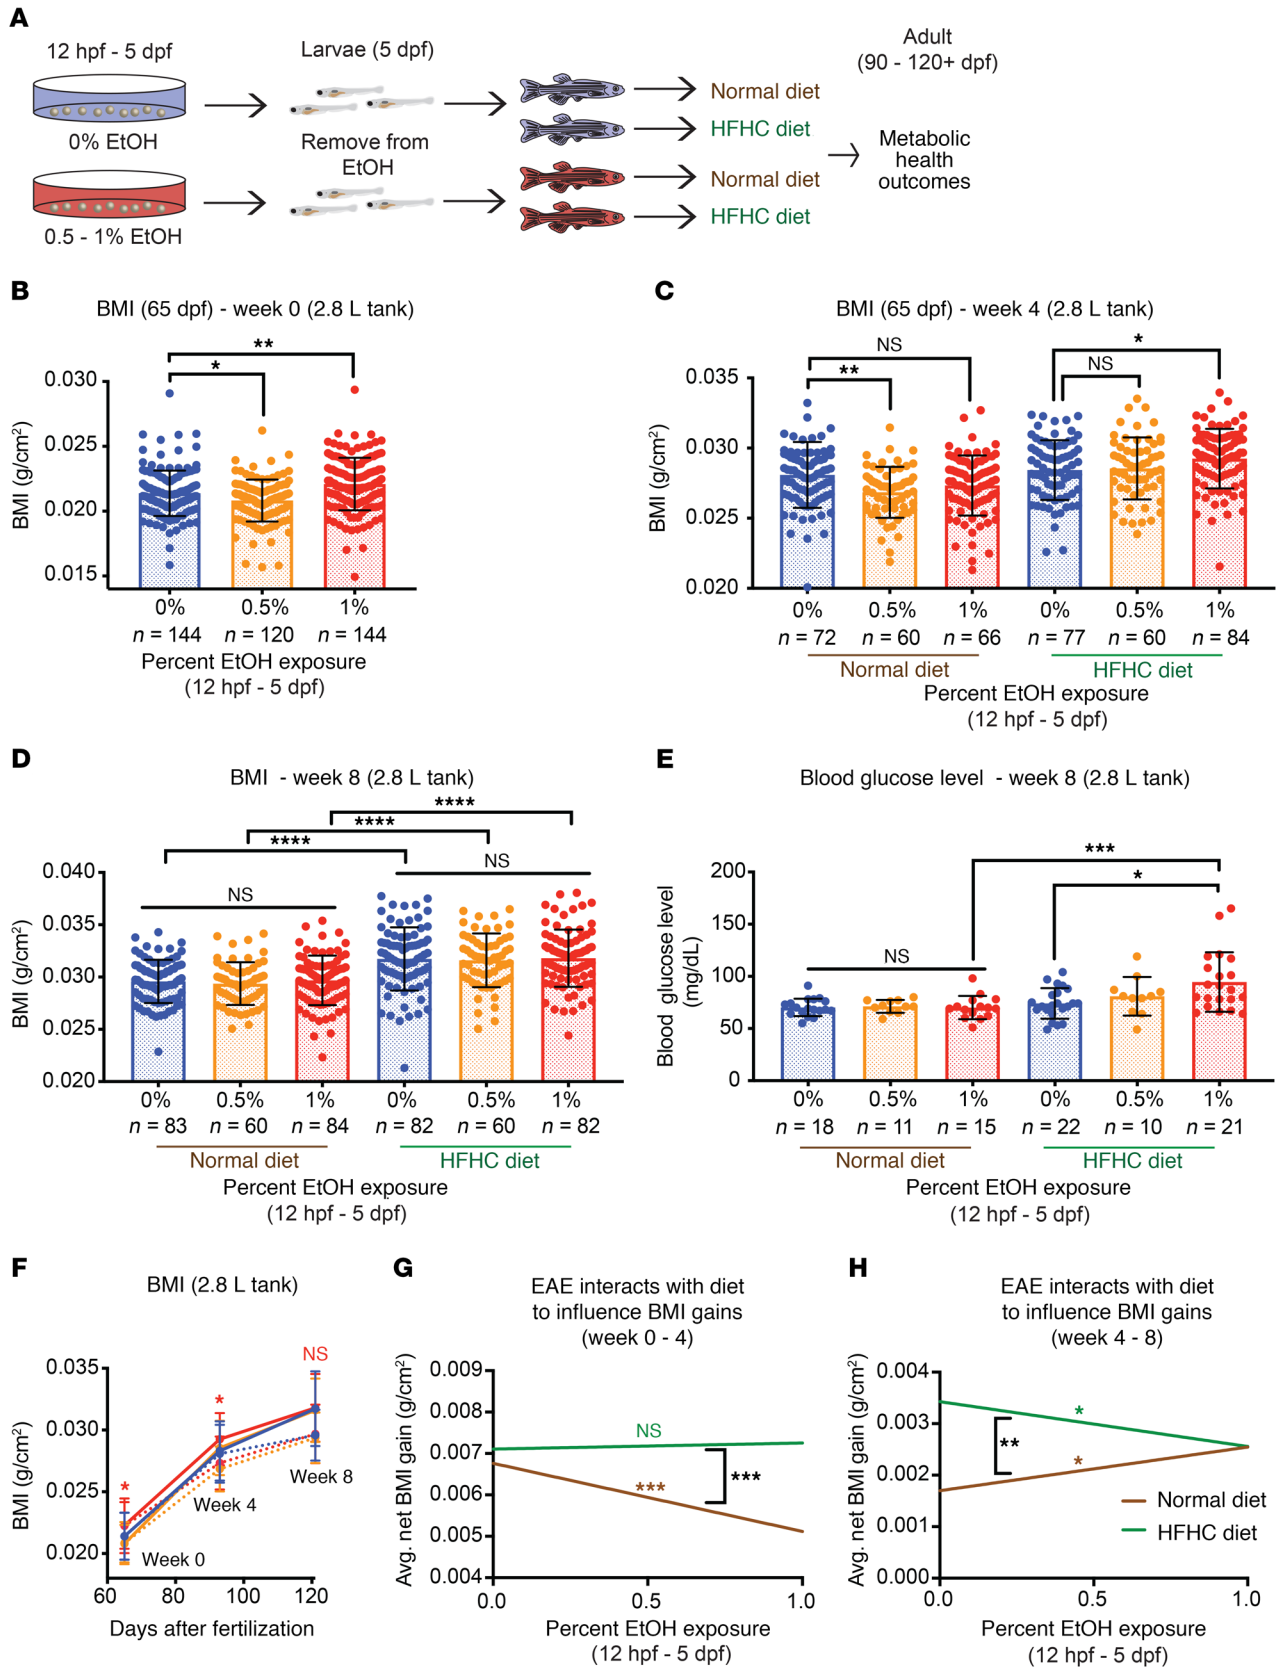 A
12 hpf - 5 dpf
Larvae (5 dpf)
Adult
(90 - 120+ dpf)
0% EtOH
Remove from
EtOH
0.5 - 1% EtOH
Normal diet
HFHC diet
Normal diet
HFHC diet
Metabolic
health
outcomes
B
BMI (65 dpf) - week 0 (2.8 L tank)
**
*
BMI (g/cm²)
0.030
0.025
0.020
0.015
0% 0.5% 1%
n = 144 n = 120 n = 144
Percent EtOH exposure
(12 hpf - 5 dpf)
C
BMI (65 dpf) - week 4 (2.8 L tank)
NS
**
*
NS
BMI (g/cm²)
0.035
0.030
0.025
0.020
0% 0.5% 1% 0% 0.5% 1%
n = 72 n = 60 n = 66 n = 77 n = 60 n = 84
Normal diet HFHC diet
Percent EtOH exposure
(12 hpf - 5 dpf)
D
BMI - week 8 (2.8 L tank)
****
****
****
NS
NS
BMI (g/cm²)
0.040
0.035
0.030
0.025
0.020
0% 0.5% 1% 0% 0.5% 1%
n = 83 n = 60 n = 84 n = 82 n = 60 n = 82
Normal diet HFHC diet
Percent EtOH exposure
(12 hpf - 5 dpf)
E
Blood glucose level - week 8 (2.8 L tank)
***
*
NS
Blood glucose level
(mg/dL)
200
150
100
50
0
0% 0.5% 1% 0% 0.5% 1%
n = 18 n = 11 n = 15 n = 22 n = 10 n = 21
Normal diet HFHC diet
Percent EtOH exposure
(12 hpf - 5 dpf)
F
BMI (2.8 L tank)
NS
*
*
BMI (g/cm²)
0.035
0.030
0.025
0.020
Week 8
Week 4
Week 0
60 80 100 120
Days after fertilization
G
EAE interacts with diet
to influence BMI gains
(week 0 - 4)
Avg. net BMI gain (g/cm²)
0.009
0.008
0.007
0.006
0.005
0.004
NS
***
***
0.0 0.5 1.0
Percent EtOH exposure
(12 hpf - 5 dpf)
H
EAE interacts with diet
to influence BMI gains
(week 4 - 8)
Avg. net BMI gain (g/cm²)
0.004
0.003
0.002
0.001
0.000
*
**
*
Normal diet
HFHC diet
0.0 0.5 1.0
Percent EtOH exposure
(12 hpf - 5 dpf)